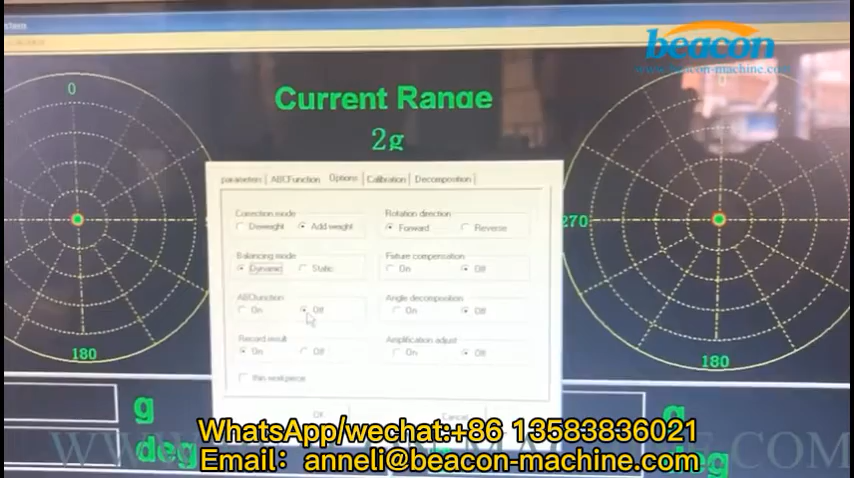 beacon
www.beacon-machine.com
Current Range
2g
0
parameters ABCFunction Options Calibration Decomposition
Correction mode
Deweight Add weight
Rotation direction
Forward Reverse
270
Balancing mode
Dynamic Static
Fixture compensation
On Off
ABCfunction
On Off
Angle decomposition
On Off
Record result
On Off
Amplification adjust
On Off
180
180
thin workpiece
OK Cancel
g
g
deg
deg
WhatsApp/wechat:+86 13583836021
Email: anneli@beacon-machine.com